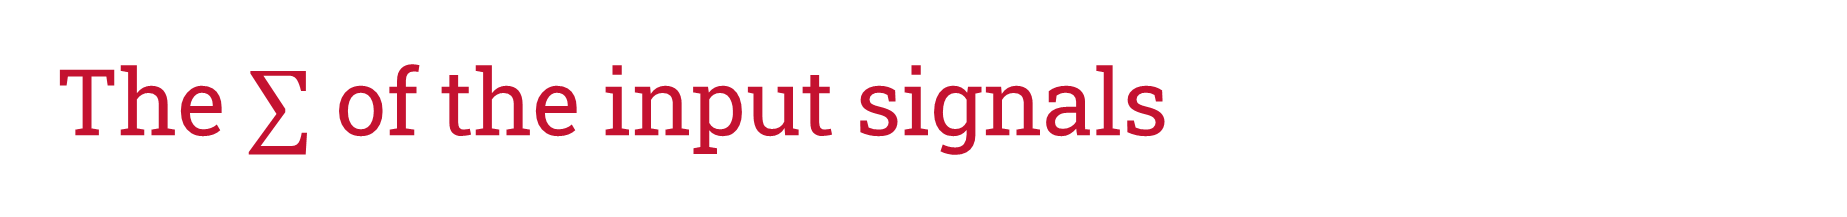 The ∑ of the input signals